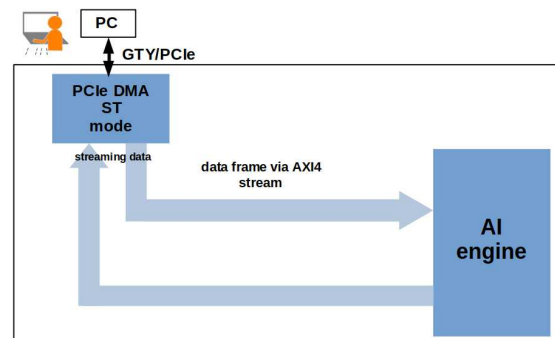 PC
GTY/PCIe
PCIe DMA
ST
mode
streaming data
data frame via AXI4
stream
AI
engine